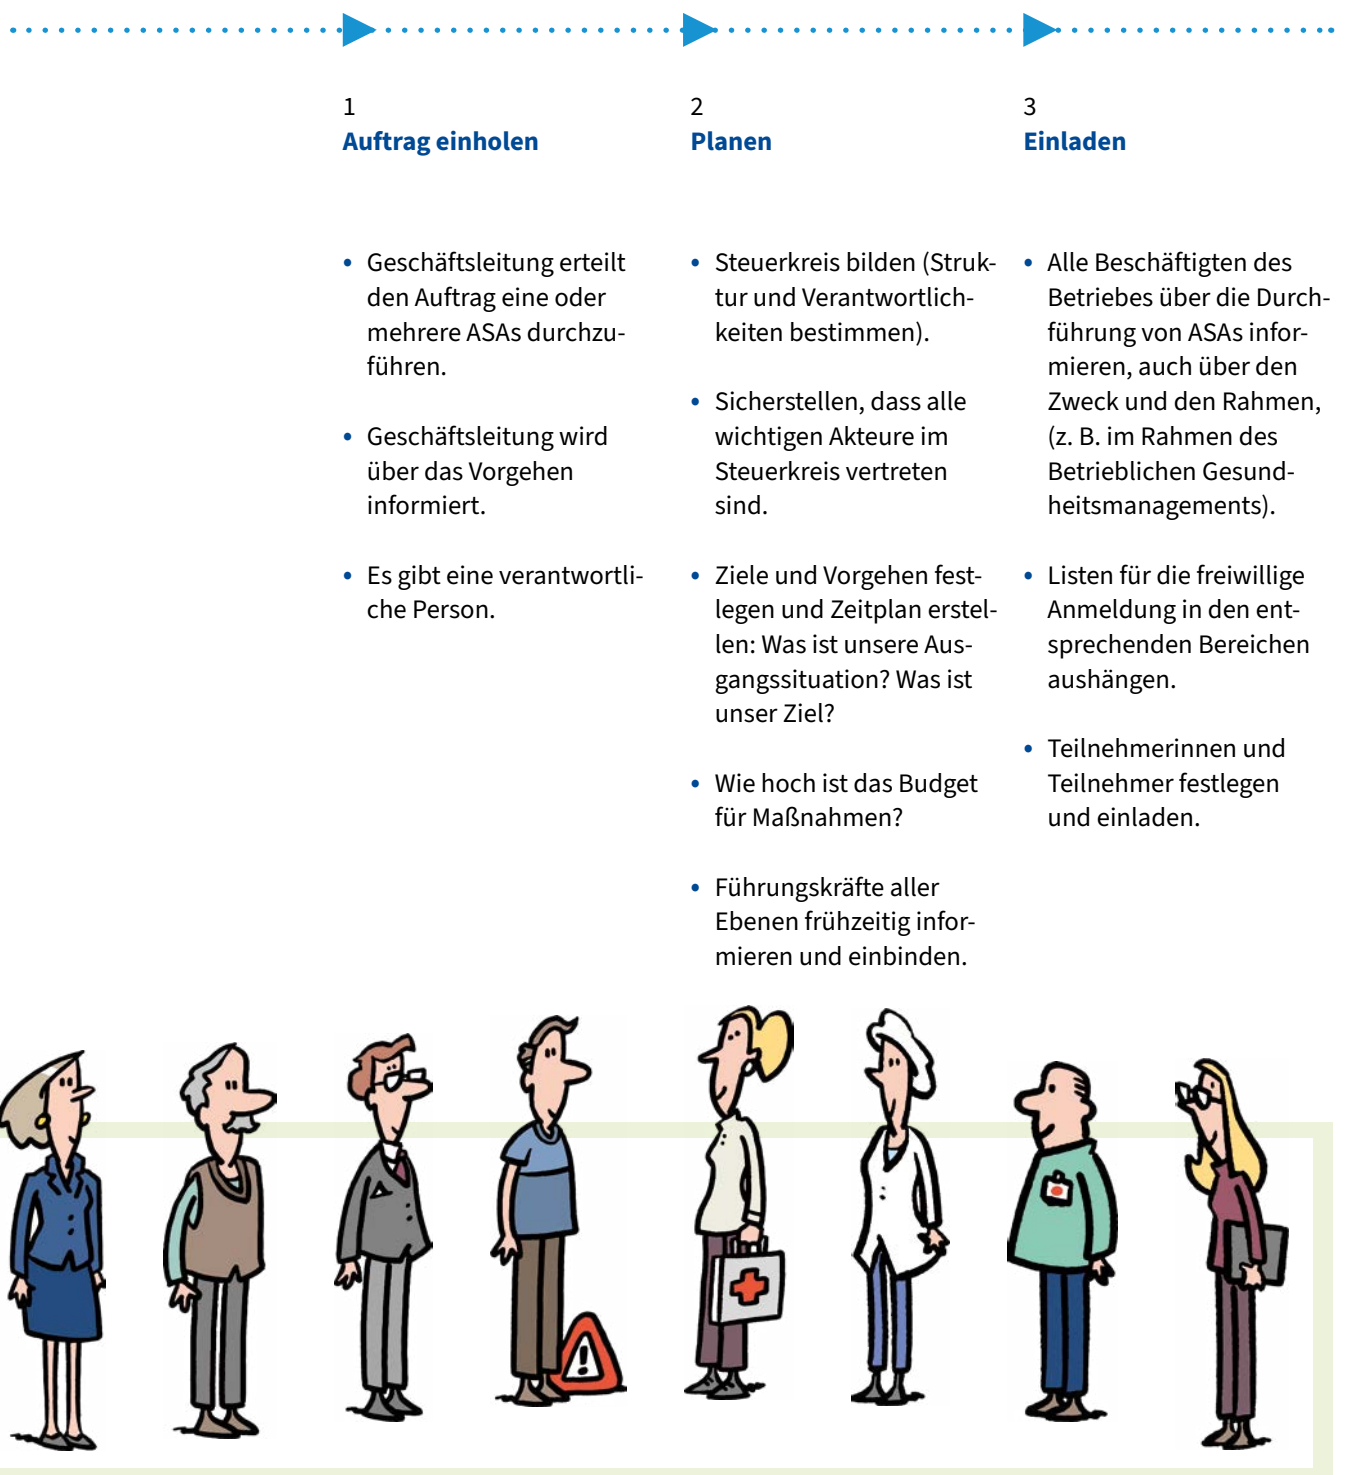 1
Auftrag einholen
• Geschäftsleitung erteilt
den Auftrag eine oder
mehrere ASAs durchzu-
führen.
• Geschäftsleitung wird
über das Vorgehen
informiert.
• Es gibt eine verantwortli-
che Person.
2
Planen
• Steuerkreis bilden (Struk-
tur und Verantwortlich-
keiten bestimmen).
• Sicherstellen, dass alle
wichtigen Akteure im
Steuerkreis vertreten
sind.
• Ziele und Vorgehen fest-
legen und Zeitplan erstel-
len: Was ist unsere Aus-
gangssituation? Was ist
unser Ziel?
• Wie hoch ist das Budget
für Maßnahmen?
• Führungskräfte aller
Ebenen frühzeitig infor-
mieren und einbinden.
3
Einladen
• Alle Beschäftigten des
Betriebes über die Durch-
führung von ASAs infor-
mieren, auch über den
Zweck und den Rahmen,
(z. B. im Rahmen des
Betrieblichen Gesund-
heitsmanagements).
• Listen für die freiwillige
Anmeldung in den ent-
sprechenden Bereichen
aushängen.
• Teilnehmerinnen und
Teilnehmer festlegen
und einladen.
!